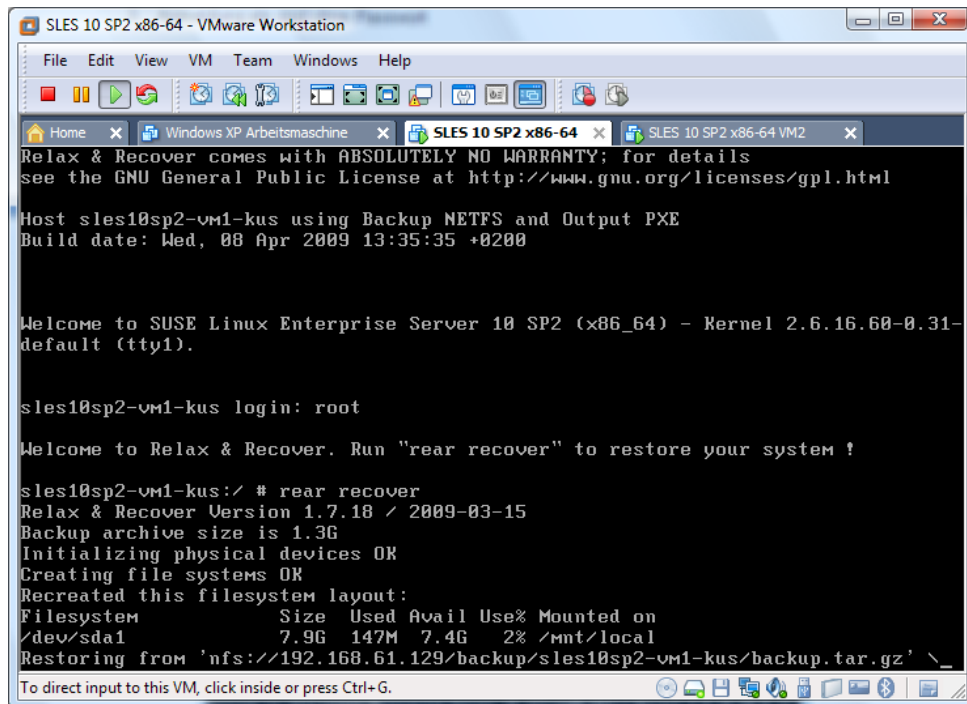 SLES 10 SP2 x86-64 - VMware Workstation
File Edit View VM Team Windows Help
Home Windows XP Arbeitsmaschine SLES 10 SP2 x86-64 SLES 10 SP2 x86-64 VM2
Relax & Recover comes with ABSOLUTELY NO WARRANTY; for details
see the GNU General Public License at http://www.gnu.org/licenses/gpl.html
Host sles10sp2-vm1-kus using Backup NETFS and Output PXE
Build date: Wed, 08 Apr 2009 13:35:35 +0200
Welcome to SUSE Linux Enterprise Server 10 SP2 (x86_64) - Kernel 2.6.16.60-0.31-
default (tty1).
sles10sp2-vm1-kus login: root
Welcome to Relax & Recover. Run "rear recover" to restore your system !
sles10sp2-vm1-kus:/ # rear recover
Relax & Recover Version 1.7.18 / 2009-03-15
Backup archive size is 1.3G
Initializing physical devices OK
Creating file systems OK
Recreated this filesystem layout:
Filesystem Size Used Avail Use% Mounted on
/dev/sda1 7.9G 147M 7.4G 2% /mnt/local
Restoring from 'nfs://192.168.61.129/backup/sles10sp2-vm1-kus/backup.tar.gz' \_
To direct input to this VM, click inside or press Ctrl+G.